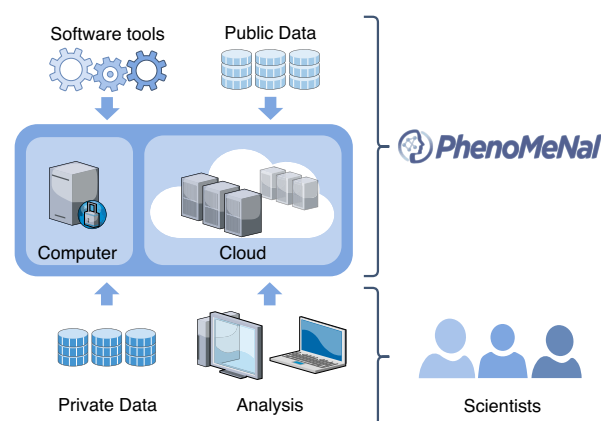 Software tools
Public Data
PhenoMeNal
Computer
Cloud
Private Data
Analysis
Scientists